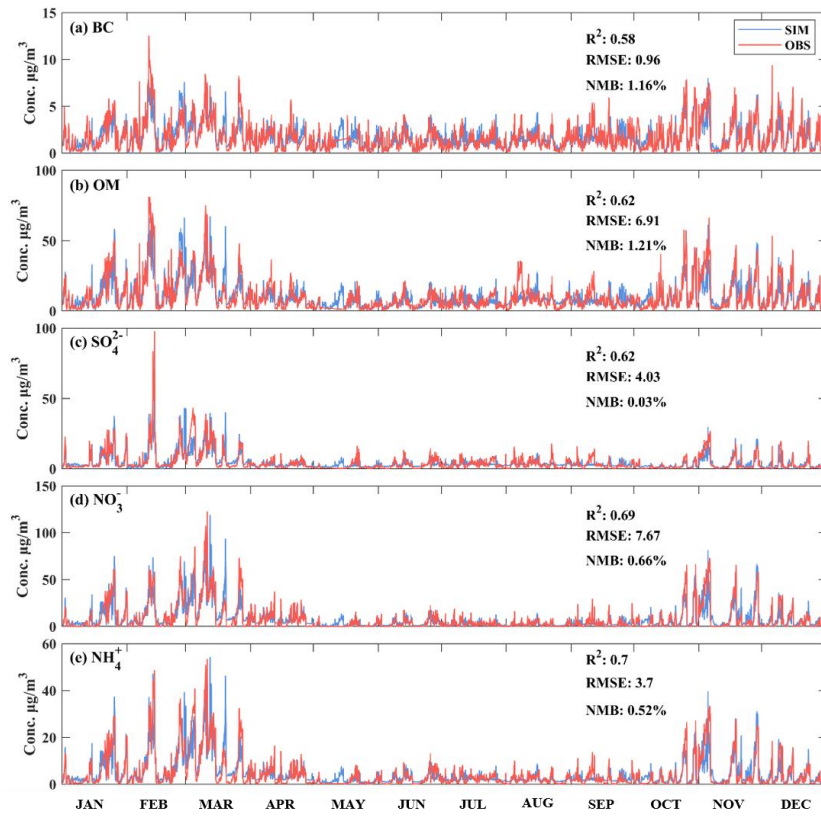 (a) BC
R²: 0.58
RMSE: 0.96
NMB: 1.16%
SIM
OBS
15
10
5
0
Conc. μg/m³
(b) OM
R²: 0.62
RMSE: 6.91
NMB: 1.21%
100
50
0
Conc. μg/m³
(c) SO₄²⁻
R²: 0.62
RMSE: 4.03
NMB: 0.03%
100
50
0
Conc. μg/m³
(d) NO₃⁻
R²: 0.69
RMSE: 7.67
NMB: 0.66%
150
100
50
0
Conc. μg/m³
(e) NH₄⁺
R²: 0.7
RMSE: 3.7
NMB: 0.52%
60
40
20
0
Conc. μg/m³
JAN FEB MAR APR MAY JUN JUL AUG SEP OCT NOV DEC